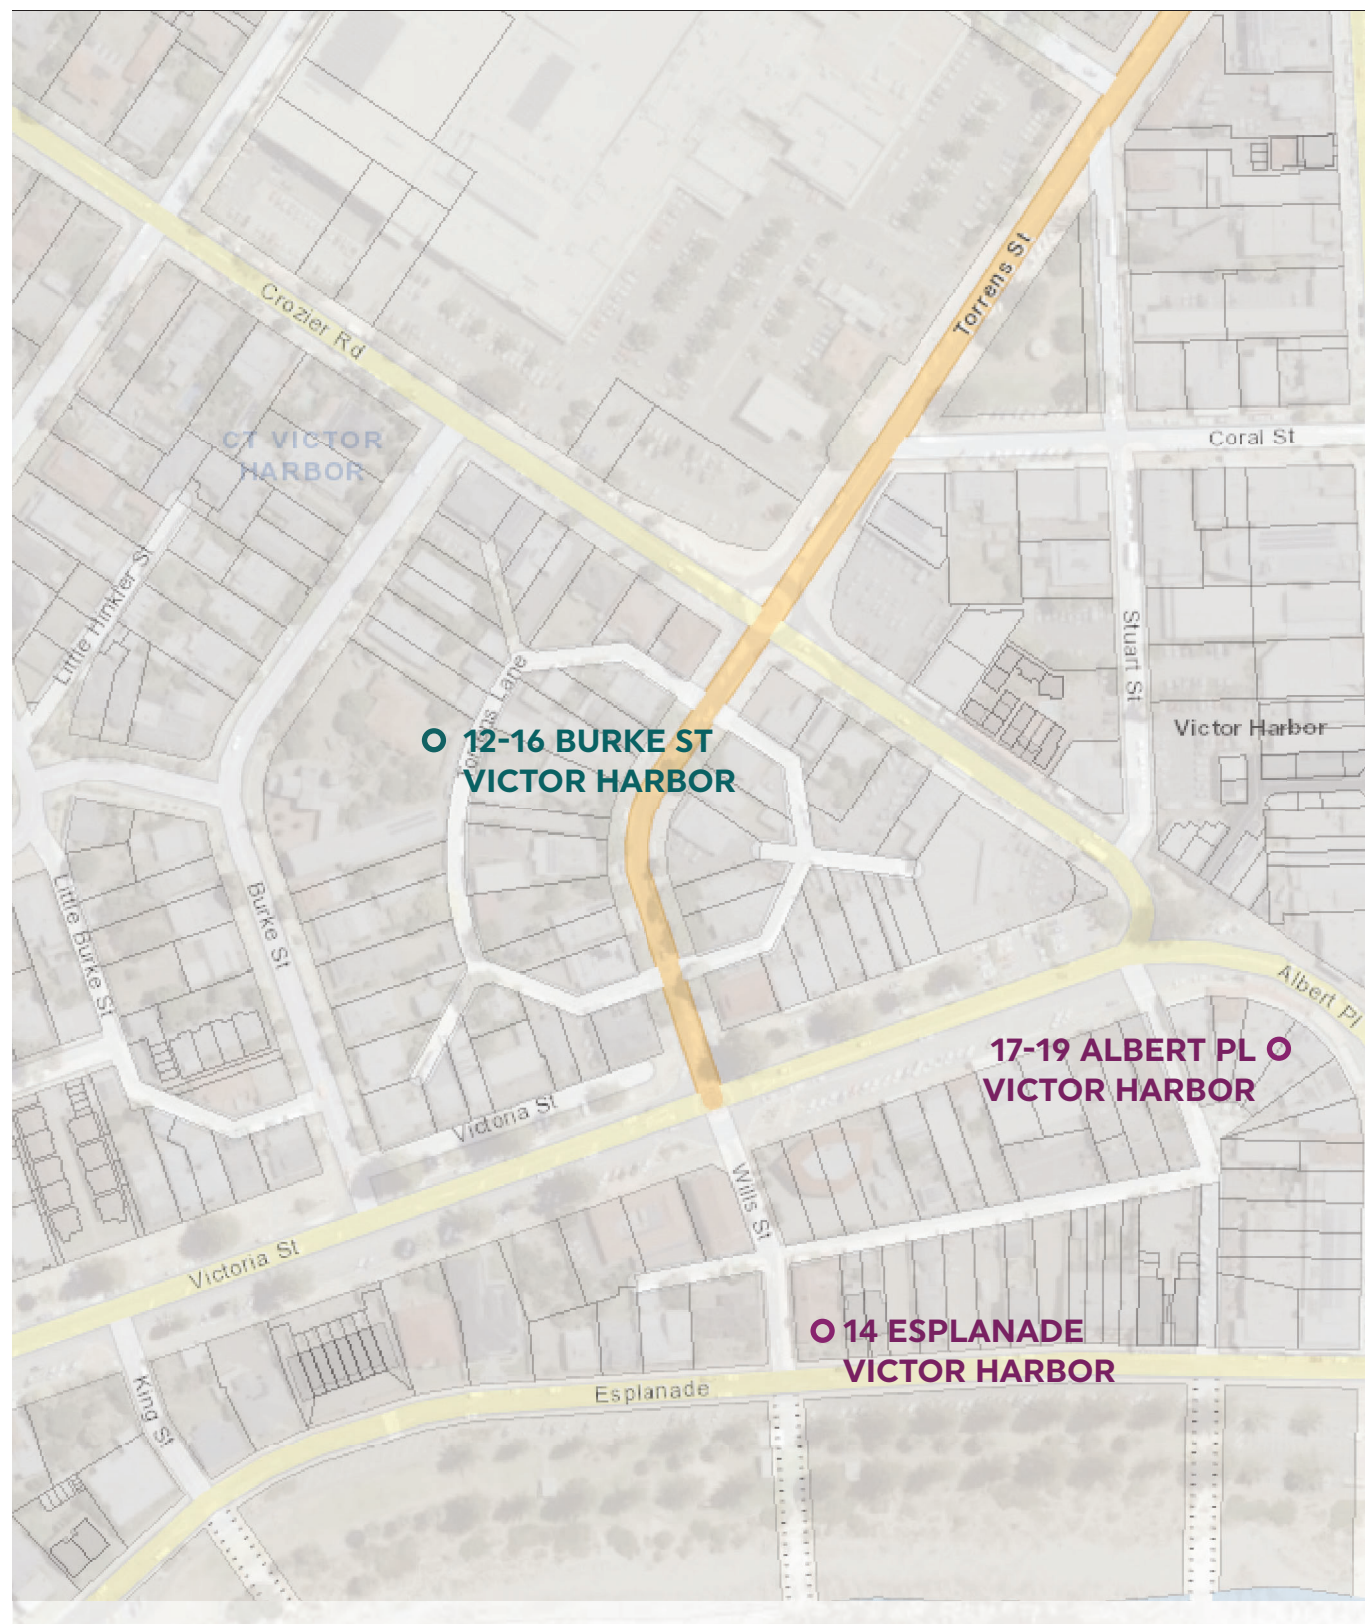 Torrens St
Crozier Rd
CT VICTOR
HARBOR
Coral St
Little Hinkler St
Stuart St
Torrens Lane
Victor Harbor
12-16 BURKE ST
VICTOR HARBOR
Little Burke St
Burke St
Albert Pl
17-19 ALBERT PL
VICTOR HARBOR
Victoria St
Wills St
Victoria St
14 ESPLANADE
VICTOR HARBOR
Esplanade
King St